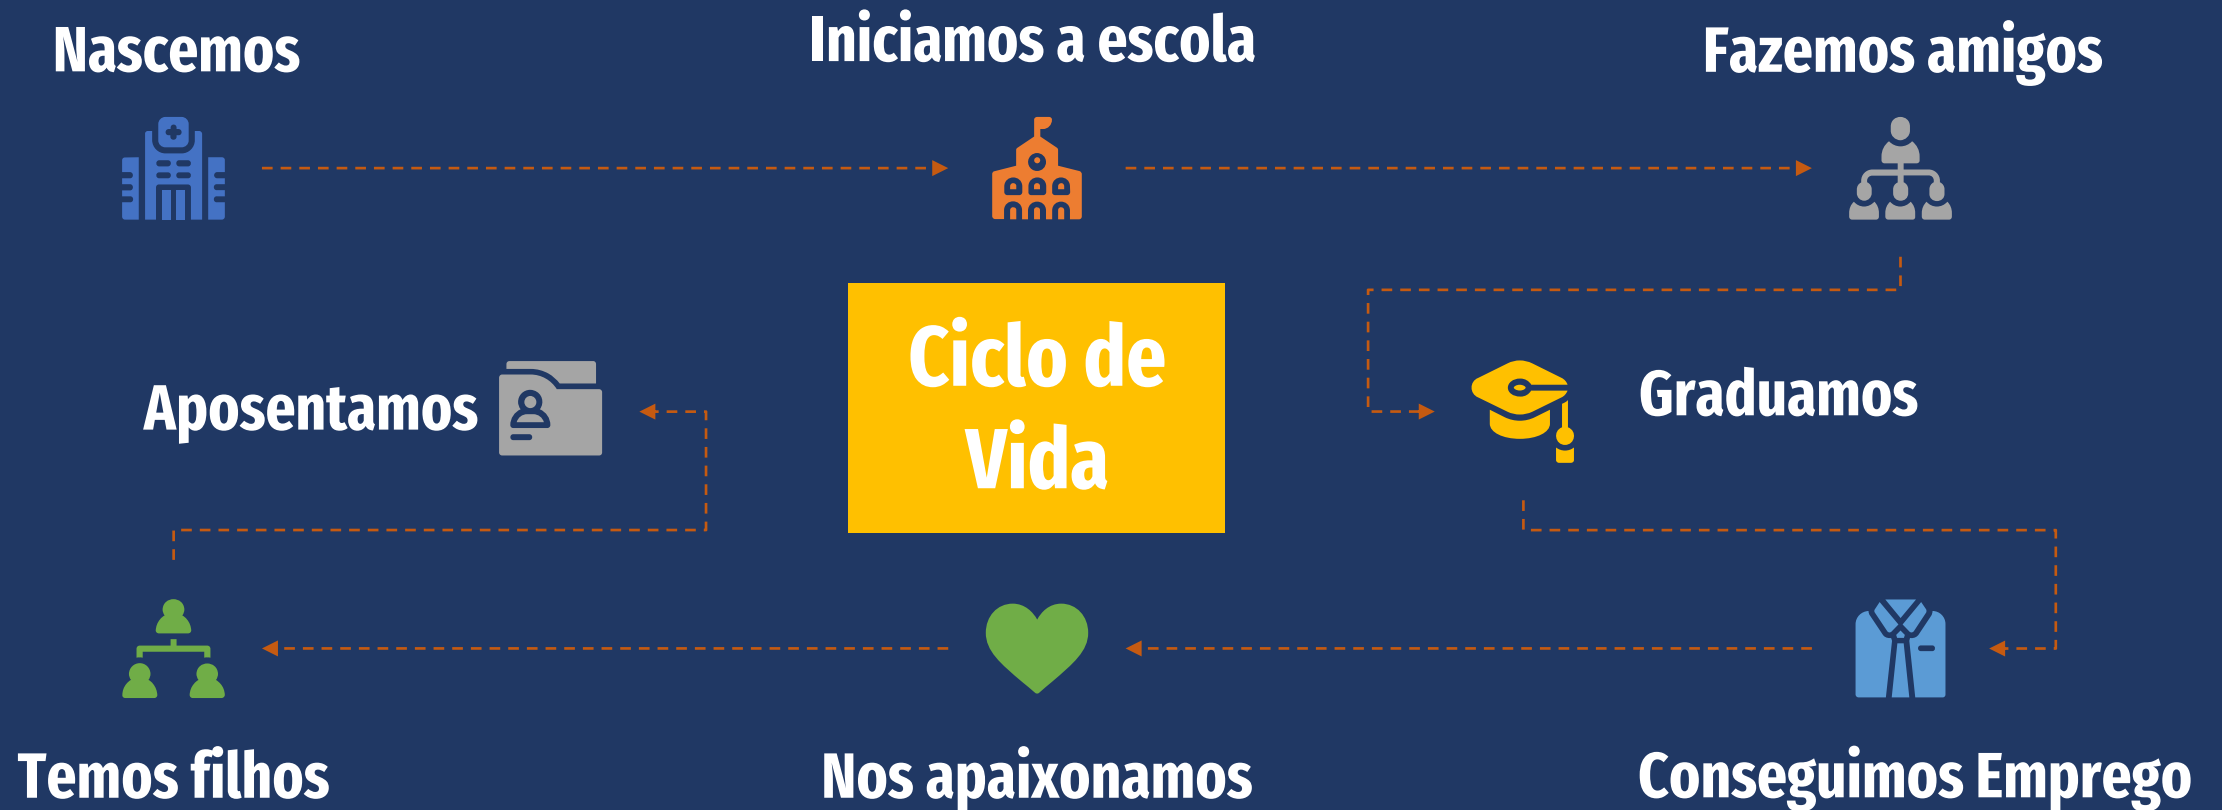 Nascemos
Iniciamos a escola
Fazemos amigos
Aposentamos
Ciclo de
Vida
Graduamos
Temos filhos
Nos apaixonamos
Conseguimos Emprego